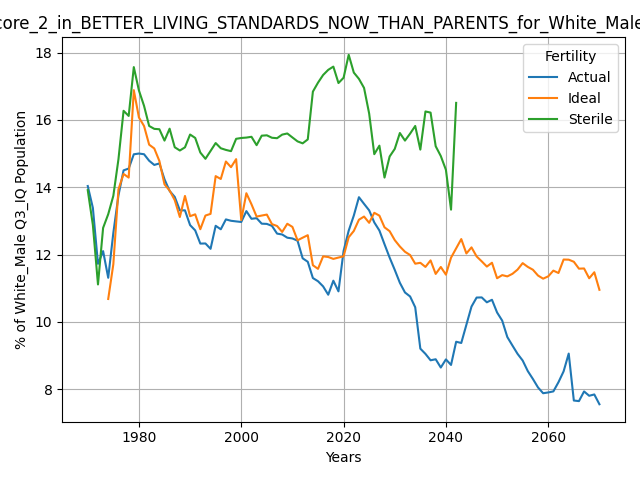 core_2_in_BETTER_LIVING_STANDARDS_NOW_THAN_PARENTS_for_White_Male
Fertility
Actual
Ideal
Sterile
% of White_Male Q3_IQ Population
18
16
14
12
10
8
1980
2000
2020
2040
2060
Years